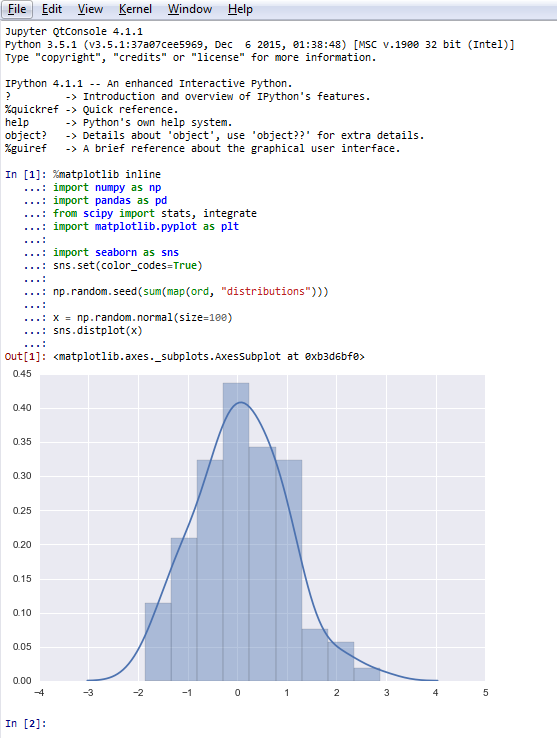 File Edit View Kernel Window Help
Jupyter QtConsole 4.1.1
Python 3.5.1 (v3.5.1:37a07cee5969, Dec  6 2015, 01:38:48) [MSC v.1900 32 bit (Intel)]
Type "copyright", "credits" or "license" for more information.

IPython 4.1.1 -- An enhanced Interactive Python.
?         -> Introduction and overview of IPython's features.
%quickref -> Quick reference.
help      -> Python's own help system.
object?   -> Details about 'object', use 'object??' for extra details.
%guiref   -> A brief reference about the graphical user interface.

In [1]: %matplotlib inline
   ...: import numpy as np
   ...: import pandas as pd
   ...: from scipy import stats, integrate
   ...: import matplotlib.pyplot as plt
   ...:
   ...: import seaborn as sns
   ...: sns.set(color_codes=True)
   ...:
   ...: np.random.seed(sum(map(ord, "distributions")))
   ...:
   ...: x = np.random.normal(size=100)
   ...: sns.distplot(x)
   ...:
Out[1]: <matplotlib.axes._subplots.AxesSubplot at 0xb3d6bf0>
0.45
0.40
0.35
0.30
0.25
0.20
0.15
0.10
0.05
0.00
−4 −3 −2 −1 0 1 2 3 4 5

In [2]: